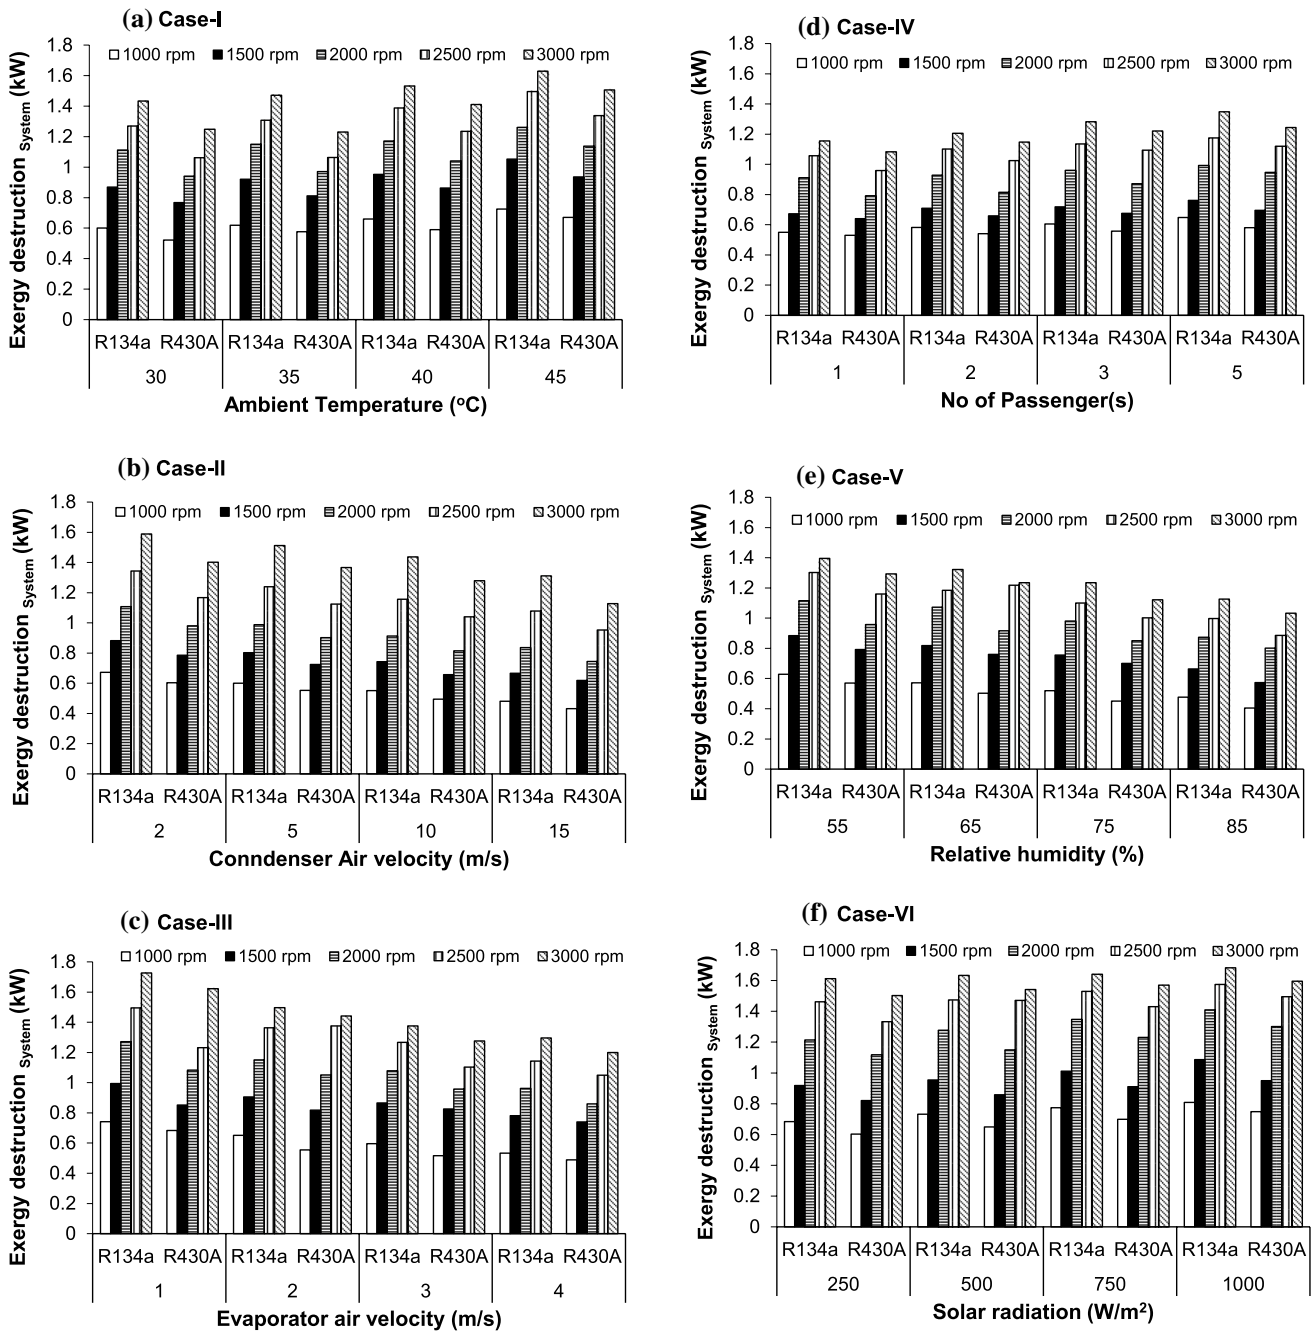 (a) Case-I
1000 rpm 1500 rpm 2000 rpm 2500 rpm 3000 rpm
Exergy destruction System (kW)
1.8
1.6
1.4
1.2
1
0.8
0.6
0.4
0.2
0
R134a R430A R134a R430A R134a R430A R134a R430A
30 35 40 45
Ambient Temperature (oC)
(b) Case-II
1000 rpm 1500 rpm 2000 rpm 2500 rpm 3000 rpm
Exergy destruction System (kW)
1.8
1.6
1.4
1.2
1
0.8
0.6
0.4
0.2
0
R134a R430A R134a R430A R134a R430A R134a R430A
2 5 10 15
Conndenser Air velocity (m/s)
(c) Case-III
1000 rpm 1500 rpm 2000 rpm 2500 rpm 3000 rpm
Exergy destruction System (kW)
1.8
1.6
1.4
1.2
1
0.8
0.6
0.4
0.2
0
R134a R430A R134a R430A R134a R430A R134a R430A
1 2 3 4
Evaporator air velocity (m/s)
(d) Case-IV
1000 rpm 1500 rpm 2000 rpm 2500 rpm 3000 rpm
Exergy destruction System (kW)
1.8
1.6
1.4
1.2
1
0.8
0.6
0.4
0.2
0
R134a R430A R134a R430A R134a R430A R134a R430A
1 2 3 5
No of Passenger(s)
(e) Case-V
1000 rpm 1500 rpm 2000 rpm 2500 rpm 3000 rpm
Exergy destruction System (kW)
1.8
1.6
1.4
1.2
1
0.8
0.6
0.4
0.2
0
R134a R430A R134a R430A R134a R430A R134a R430A
55 65 75 85
Relative humidity (%)
(f) Case-VI
1000 rpm 1500 rpm 2000 rpm 2500 rpm 3000 rpm
Exergy destruction System (kW)
1.8
1.6
1.4
1.2
1
0.8
0.6
0.4
0.2
0
R134a R430A R134a R430A R134a R430A R134a R430A
250 500 750 1000
Solar radiation (W/m²)